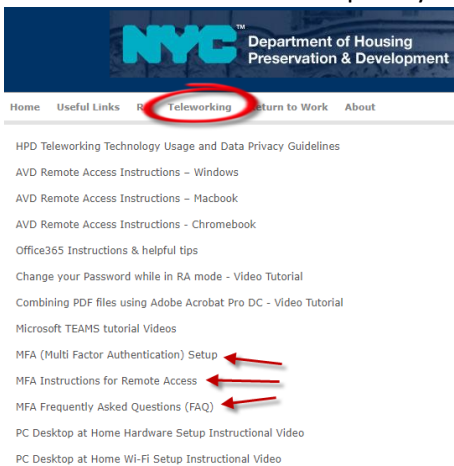 NYC™
Department of Housing
Preservation & Development
Home Useful Links Teleworking Return to Work About
HPD Teleworking Technology Usage and Data Privacy Guidelines
AVD Remote Access Instructions – Windows
AVD Remote Access Instructions – Macbook
AVD Remote Access Instructions - Chromebook
Office365 Instructions & helpful tips
Change your Password while in RA mode - Video Tutorial
Combining PDF files using Adobe Acrobat Pro DC - Video Tutorial
Microsoft TEAMS tutorial Videos
MFA (Multi Factor Authentication) Setup
MFA Instructions for Remote Access
MFA Frequently Asked Questions (FAQ)
PC Desktop at Home Hardware Setup Instructional Video
PC Desktop at Home Wi-Fi Setup Instructional Video